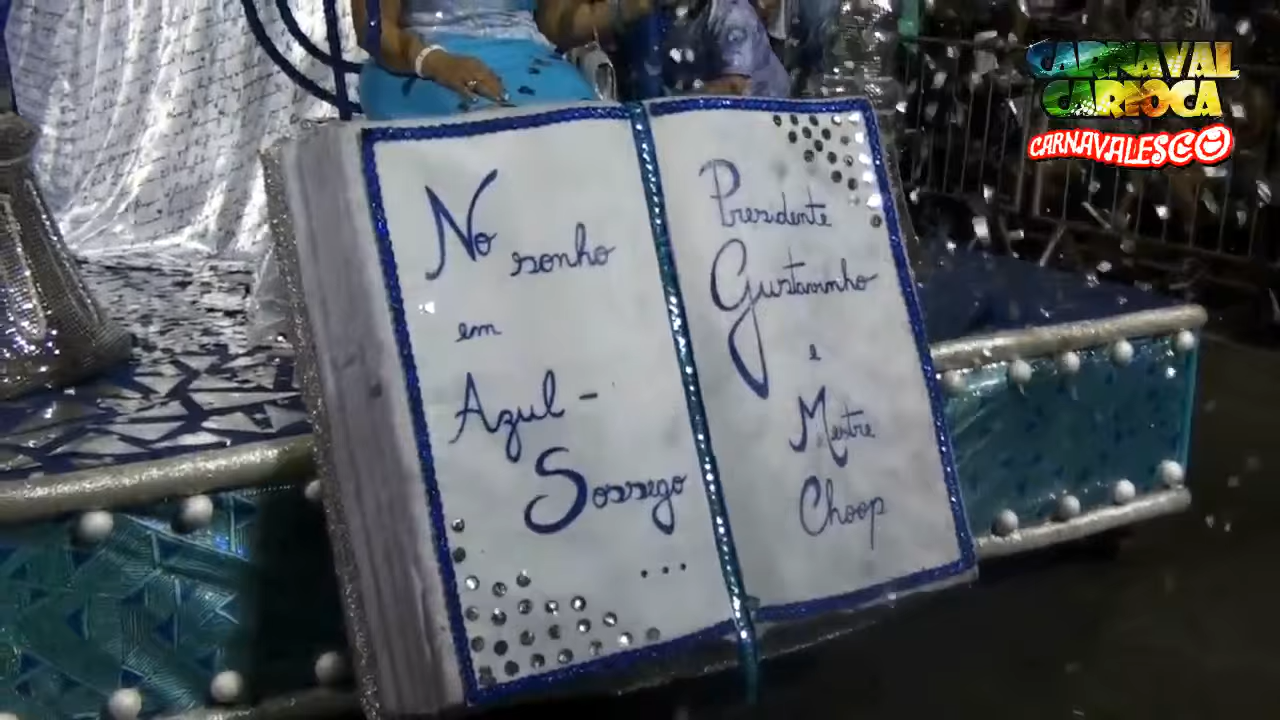 CARNAVAL
CARIOCA
CARNAVALESCO
No
sonho
em
Azul -
Sossego
...
Presidente
Gustavinho
e
Mestre
Choop